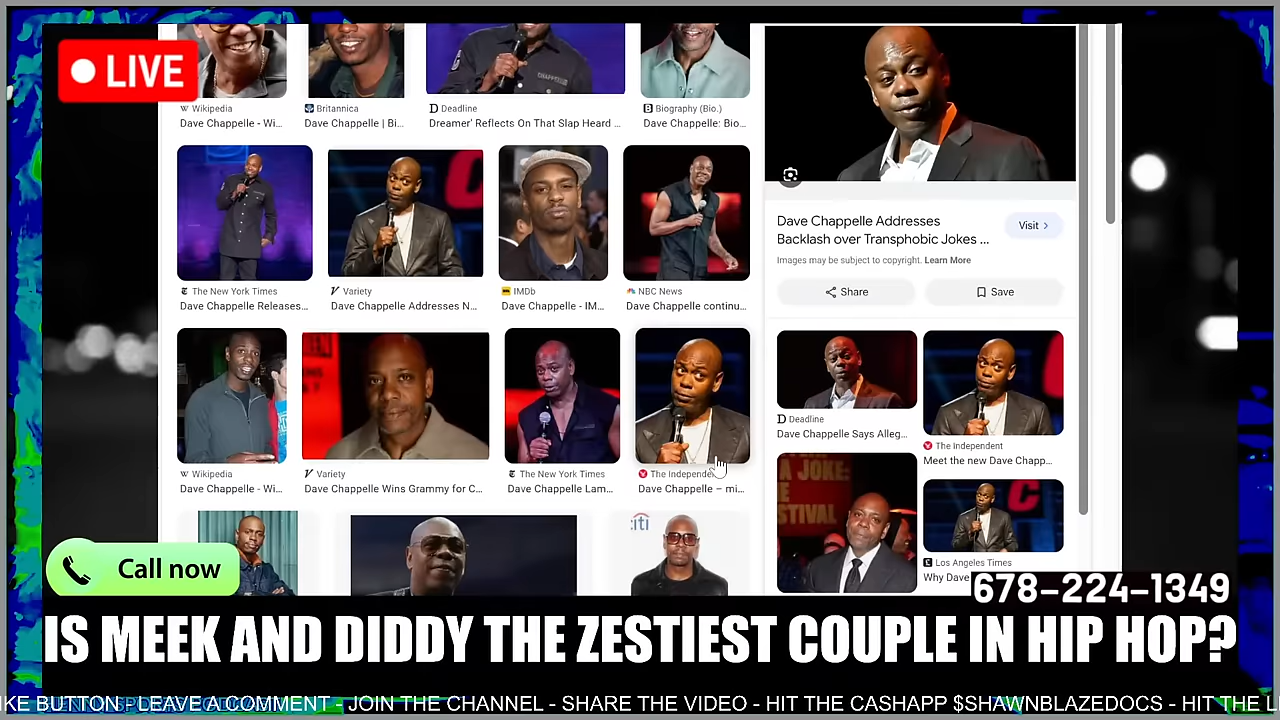 LIVE
Wikipedia
Dave Chappelle - Wi...
Britannica
Dave Chappelle | Bi...
Deadline
Dreamer' Reflects On That Slap Heard ...
Biography (Bio.)
Dave Chappelle: Bio...
CHAPPELLE
The New York Times
Dave Chappelle Releases...
Variety
Dave Chappelle Addresses N...
IMDb
Dave Chappelle - IM...
NBC News
Dave Chappelle continu...
Wikipedia
Dave Chappelle - Wi...
Variety
Dave Chappelle Wins Grammy for C...
The New York Times
Dave Chappelle Lam...
The Independen
Dave Chappelle – mi...
citi
Dave Chappelle Addresses
Backlash over Transphobic Jokes ...
Visit >
Images may be subject to copyright. Learn More
Share
Save
Deadline
Dave Chappelle Says Alleg...
The Independent
Meet the new Dave Chapp...
A JOKE:
STIVAL
Los Angeles Times
Why Dave
Call now
678-224-1349
IS MEEK AND DIDDY THE ZESTIEST COUPLE IN HIP HOP?
IKE BUTTON - LEAVE A COMMENT - JOIN THE CHANNEL - SHARE THE VIDEO - HIT THE CASHAPP $SHAWNBLAZEDOCS - HIT THE L